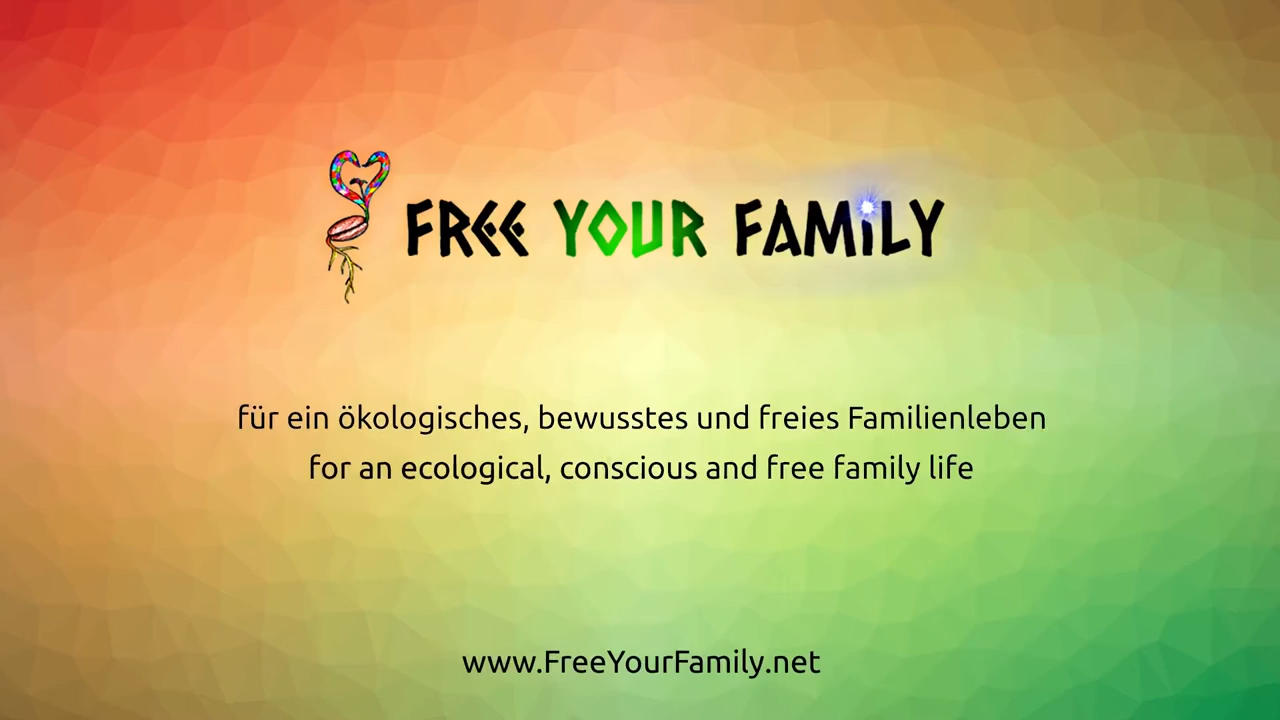 FREE YOUR FAMiLY
für ein ökologisches, bewusstes und freies Familienleben
for an ecological, conscious and free family life
www.FreeYourFamily.net